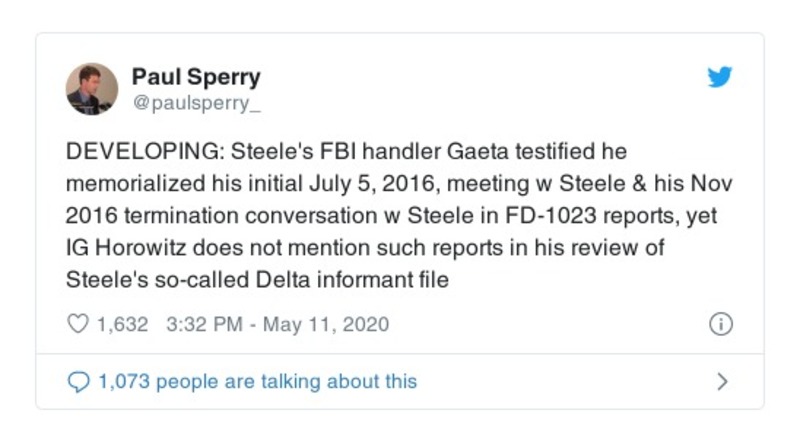 Paul Sperry
@paulsperry_
DEVELOPING: Steele's FBI handler Gaeta testified he
memorialized his initial July 5, 2016, meeting w Steele & his Nov
2016 termination conversation w Steele in FD-1023 reports, yet
IG Horowitz does not mention such reports in his review of
Steele's so-called Delta informant file
1,632 3:32 PM - May 11, 2020
1,073 people are talking about this